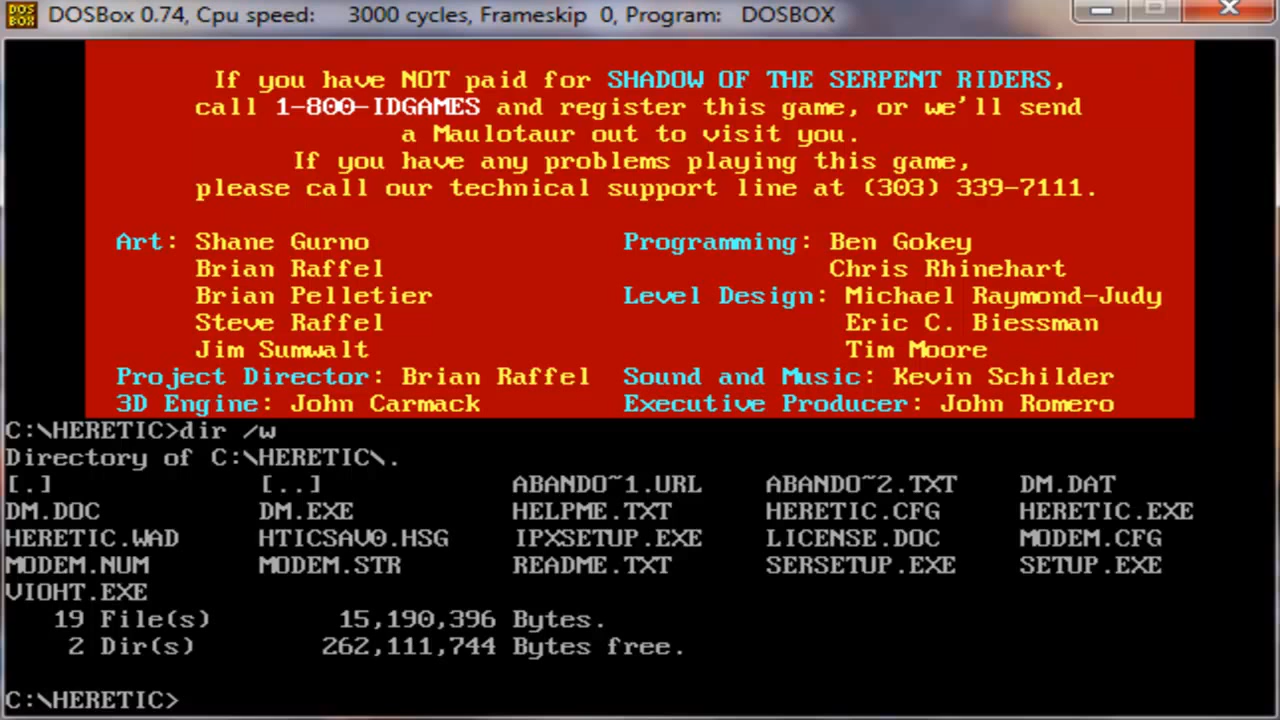 DOSBox 0.74, Cpu speed: 3000 cycles, Frameskip 0, Program: DOSBOX
If you have NOT paid for SHADOW OF THE SERPENT RIDERS,
call 1-800-IDGAMES and register this game, or we'll send
a Maulotaur out to visit you.
If you have any problems playing this game,
please call our technical support line at (303) 339-7111.
Art: Shane Gurno Programming: Ben Gokey
Brian Raffel Chris Rhinehart
Brian Pelletier Level Design: Michael Raymond-Judy
Steve Raffel Eric C. Biessman
Jim Sumwalt Tim Moore
Project Director: Brian Raffel Sound and Music: Kevin Schilder
3D Engine: John Carmack Executive Producer: John Romero
C:\HERETIC>dir /w
Directory of C:\HERETIC\.
[.] [..] ABANDO~1.URL ABANDO~2.TXT DM.DAT
DM.DOC DM.EXE HELPME.TXT HERETIC.CFG HERETIC.EXE
HERETIC.WAD HTICSAV0.HSG IPXSETUP.EXE LICENSE.DOC MODEM.CFG
MODEM.NUM MODEM.STR README.TXT SERSETUP.EXE SETUP.EXE
VIOHT.EXE
19 File(s) 15,190,396 Bytes.
2 Dir(s) 262,111,744 Bytes free.
C:\HERETIC>